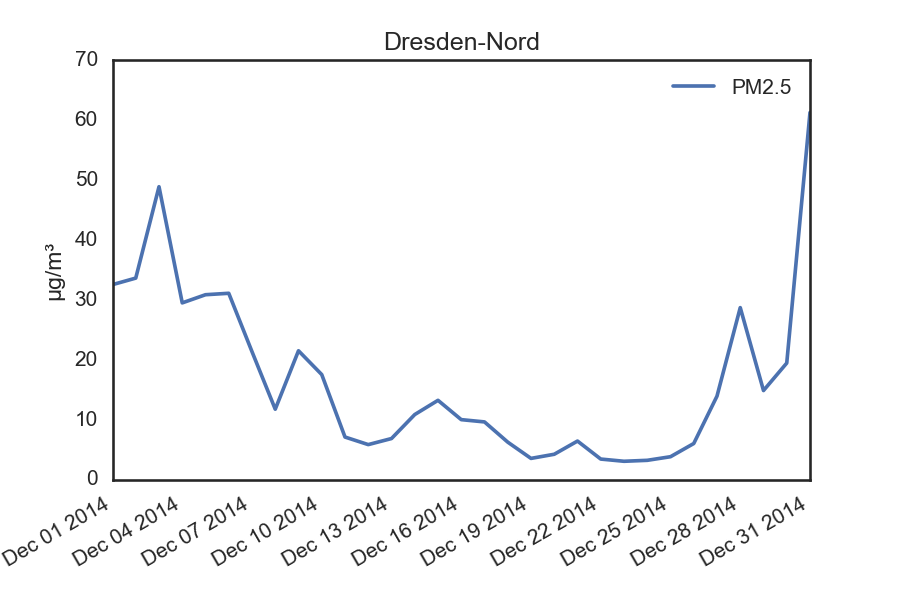 Dresden-Nord
PM2.5
µg/m³
70
60
50
40
30
20
10
0
Dec 01 2014
Dec 04 2014
Dec 07 2014
Dec 10 2014
Dec 13 2014
Dec 16 2014
Dec 19 2014
Dec 22 2014
Dec 25 2014
Dec 28 2014
Dec 31 2014